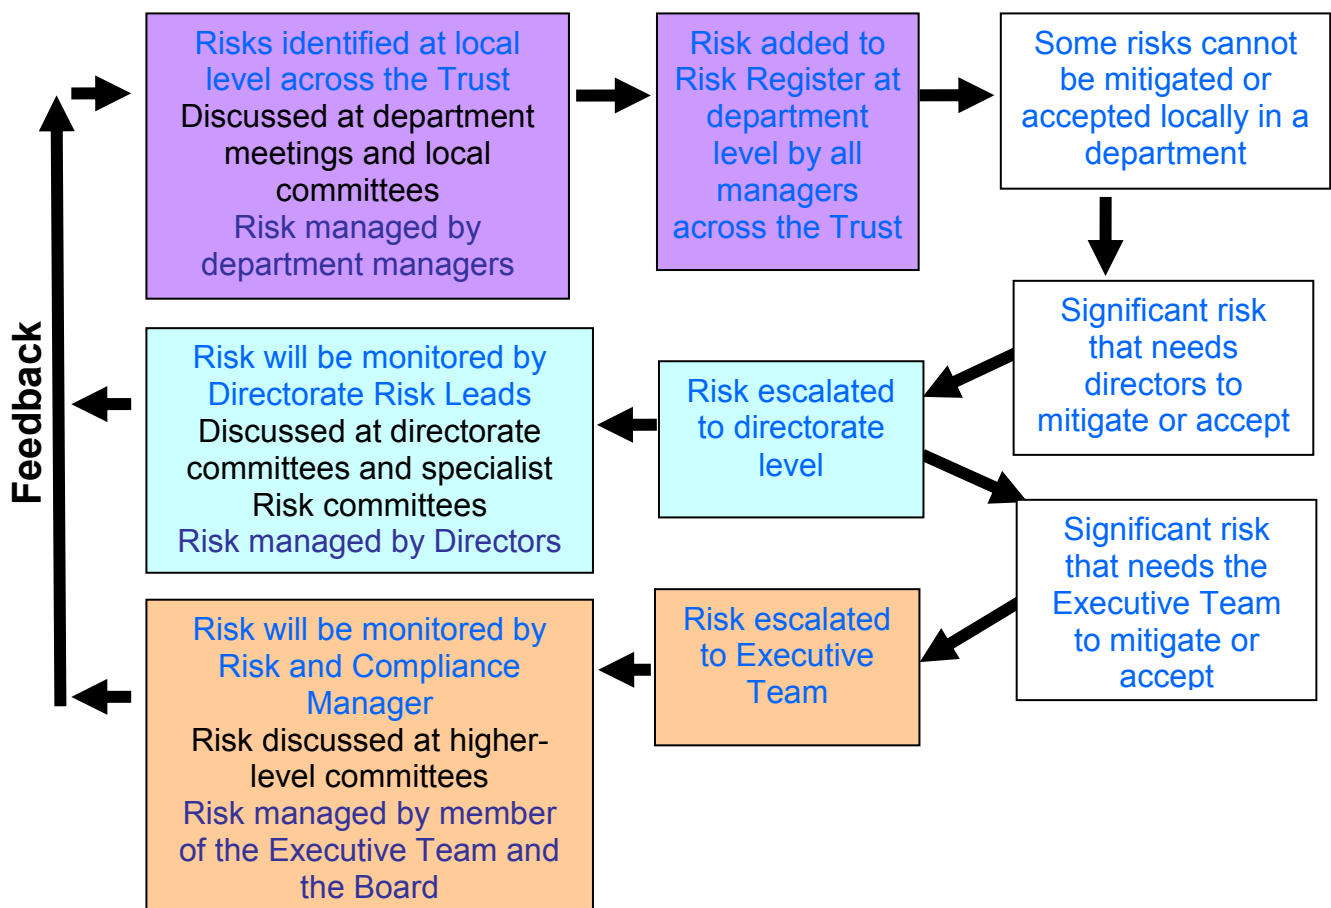 Risks identified at local
level across the Trust
Discussed at department
meetings and local
committees
Risk managed by
department managers
Risk added to
Risk Register at
department
level by all
managers
across the Trust
Some risks cannot
be mitigated or
accepted locally in a
department
Significant risk
that needs
directors to
mitigate or accept
Risk escalated
to directorate
level
Risk will be monitored by
Directorate Risk Leads
Discussed at directorate
committees and specialist
Risk committees
Risk managed by Directors
Significant risk
that needs the
Executive Team
to mitigate or
accept
Risk escalated
to Executive
Team
Risk will be monitored by
Risk and Compliance
Manager
Risk discussed at higher-
level committees
Risk managed by member
of the Executive Team and
the Board
Feedback